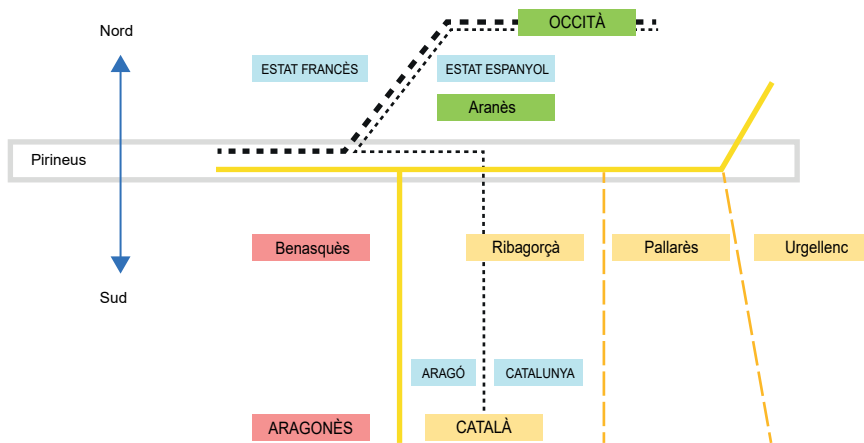 OCCITÀ
Nord
ESTAT FRANCÈS
ESTAT ESPANYOL
Aranès
Pirineus
Benasquès
Ribagorçà
Pallarès
Urgellenc
Sud
ARAGÓ
CATALUNYA
ARAGONÈS
CATALÀ